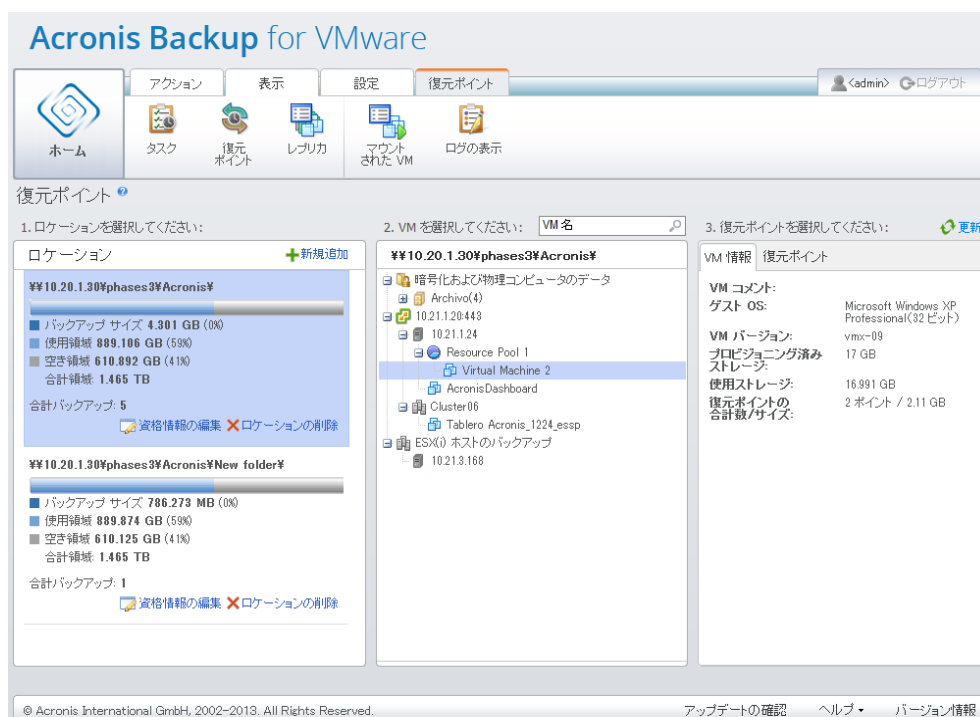 Acronis Backup for VMware
アクション
表示
設定
復元ポイント
<admin>
ログアウト
ホーム
タスク
復元
ポイント
レプリカ
マウント
された VM
ログの表示
復元ポイント
1. ロケーションを選択してください:
ロケーション
新規追加
¥¥10.20.1.30¥phases3¥Acronis¥
バックアップ サイズ 4.301 GB (0%)
使用領域 889.106 GB (59%)
空き領域 610.892 GB (41%)
合計領域: 1.465 TB
合計バックアップ: 5
資格情報の編集
ロケーションの削除
¥¥10.20.1.30¥phases3¥Acronis¥New folder¥
バックアップ サイズ 786.273 MB (0%)
使用領域 889.874 GB (59%)
空き領域 610.125 GB (41%)
合計領域: 1.465 TB
合計バックアップ: 1
資格情報の編集
ロケーションの削除
2. VM を選択してください:
VM 名
¥¥10.20.1.30¥phases3¥Acronis¥
暗号化および物理コンピュータのデータ
Archivo(4)
10.21.1.20:443
10.21.1.24
Resource Pool 1
Virtual Machine 2
AcronisDashboard
Cluster06
Tablero Acronis_1224_essp
ESX(i) ホストのバックアップ
10.21.3.168
3. 復元ポイントを選択してください:
更新
VM 情報
復元ポイント
VM コメント:
ゲスト OS:
Microsoft Windows XP
Professional(32 ビット)
VM バージョン:
vmx-09
プロビジョニング済み
ストレージ:
17 GB
使用ストレージ:
16.991 GB
復元ポイントの
合計数/サイズ:
2 ポイント / 2.11 GB
© Acronis International GmbH, 2002-2013. All Rights Reserved.
アップデートの確認
ヘルプ
バージョン情報